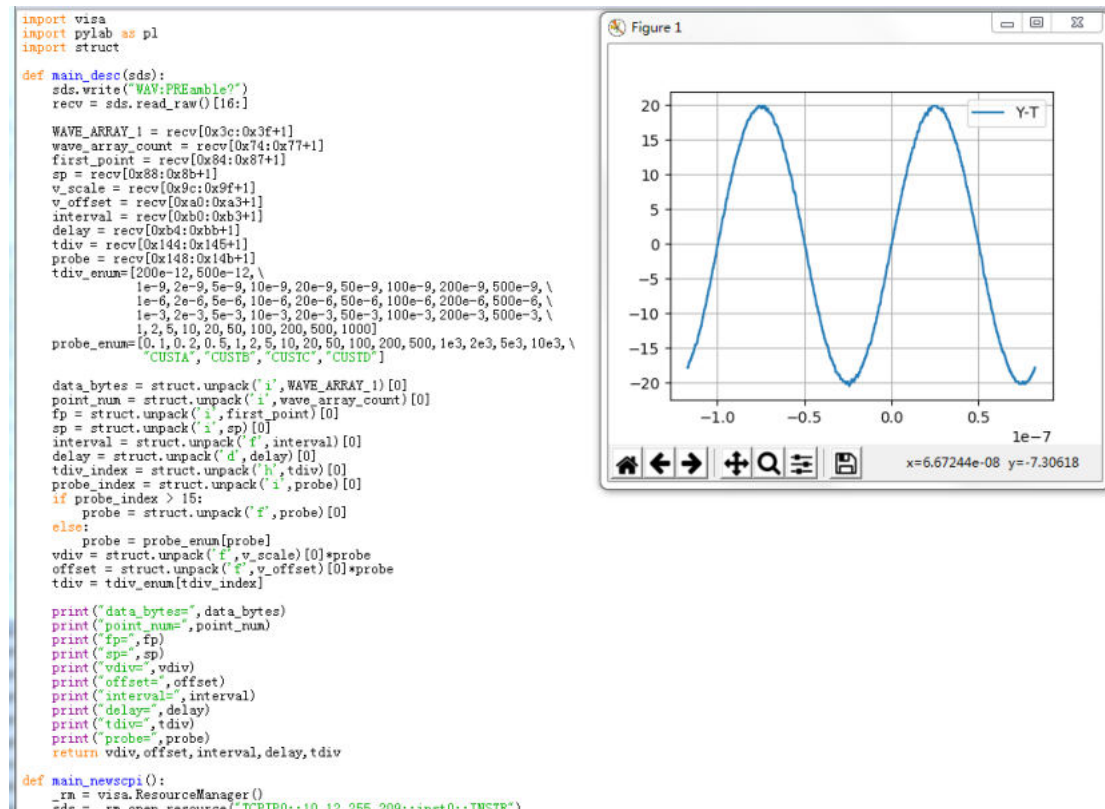 import visa
import pylab as pl
import struct
def main_desc(sds):
sds.write("WAV:PREamble?")
recv = sds.read_raw()[16:]
WAVE_ARRAY_1 = recv[0x3c:0x3f+1]
wave_array_count = recv[0x74:0x77+1]
first_point = recv[0x84:0x87+1]
sp = recv[0x88:0x8b+1]
v_scale = recv[0x9c:0x9f+1]
v_offset = recv[0xa0:0xa3+1]
interval = recv[0xb0:0xb3+1]
delay = recv[0xb4:0xbb+1]
tdiv = recv[0x144:0x145+1]
probe = recv[0x148:0x14b+1]
tdiv_enum=[200e-12,500e-12,\
1e-9,2e-9,5e-9,10e-9,20e-9,50e-9,100e-9,200e-9,500e-9,\
1e-6,2e-6,5e-6,10e-6,20e-6,50e-6,100e-6,200e-6,500e-6,\
1e-3,2e-3,5e-3,10e-3,20e-3,50e-3,100e-3,200e-3,500e-3,\
1,2,5,10,20,50,100,200,500,1000]
probe_enum=[0.1,0.2,0.5,1,2,5,10,20,50,100,200,500,1e3,2e3,5e3,10e3,\
"CUSTA","CUSTB","CUSTC","CUSTD"]
data_bytes = struct.unpack('i',WAVE_ARRAY_1)[0]
point_num = struct.unpack('i',wave_array_count)[0]
fp = struct.unpack('i',first_point)[0]
sp = struct.unpack('i',sp)[0]
interval = struct.unpack('f',interval)[0]
delay = struct.unpack('d',delay)[0]
tdiv_index = struct.unpack('h',tdiv)[0]
probe_index = struct.unpack('i',probe)[0]
if probe_index > 15:
probe = struct.unpack('f',probe)[0]
else:
probe = probe_enum[probe]
vdiv = struct.unpack('f',v_scale)[0]*probe
offset = struct.unpack('f',v_offset)[0]*probe
tdiv = tdiv_enum[tdiv_index]
print("data_bytes=",data_bytes)
print("point_num=",point_num)
print("fp=",fp)
print("sp=",sp)
print("vdiv=",vdiv)
print("offset=",offset)
print("interval=",interval)
print("delay=",delay)
print("tdiv=",tdiv)
print("probe=",probe)
return vdiv,offset,interval,delay,tdiv
def main_newscpi():
_rm = visa.ResourceManager()
sds = _rm.open_resource("TCPIP0::10.12.255.209::inst0::INSTR")
Figure 1
Y-T
20
15
10
5
0
−5
−10
−15
−20
−1.0 −0.5 0.0 0.5
1e−7
x=6.67244e-08 y=-7.30618